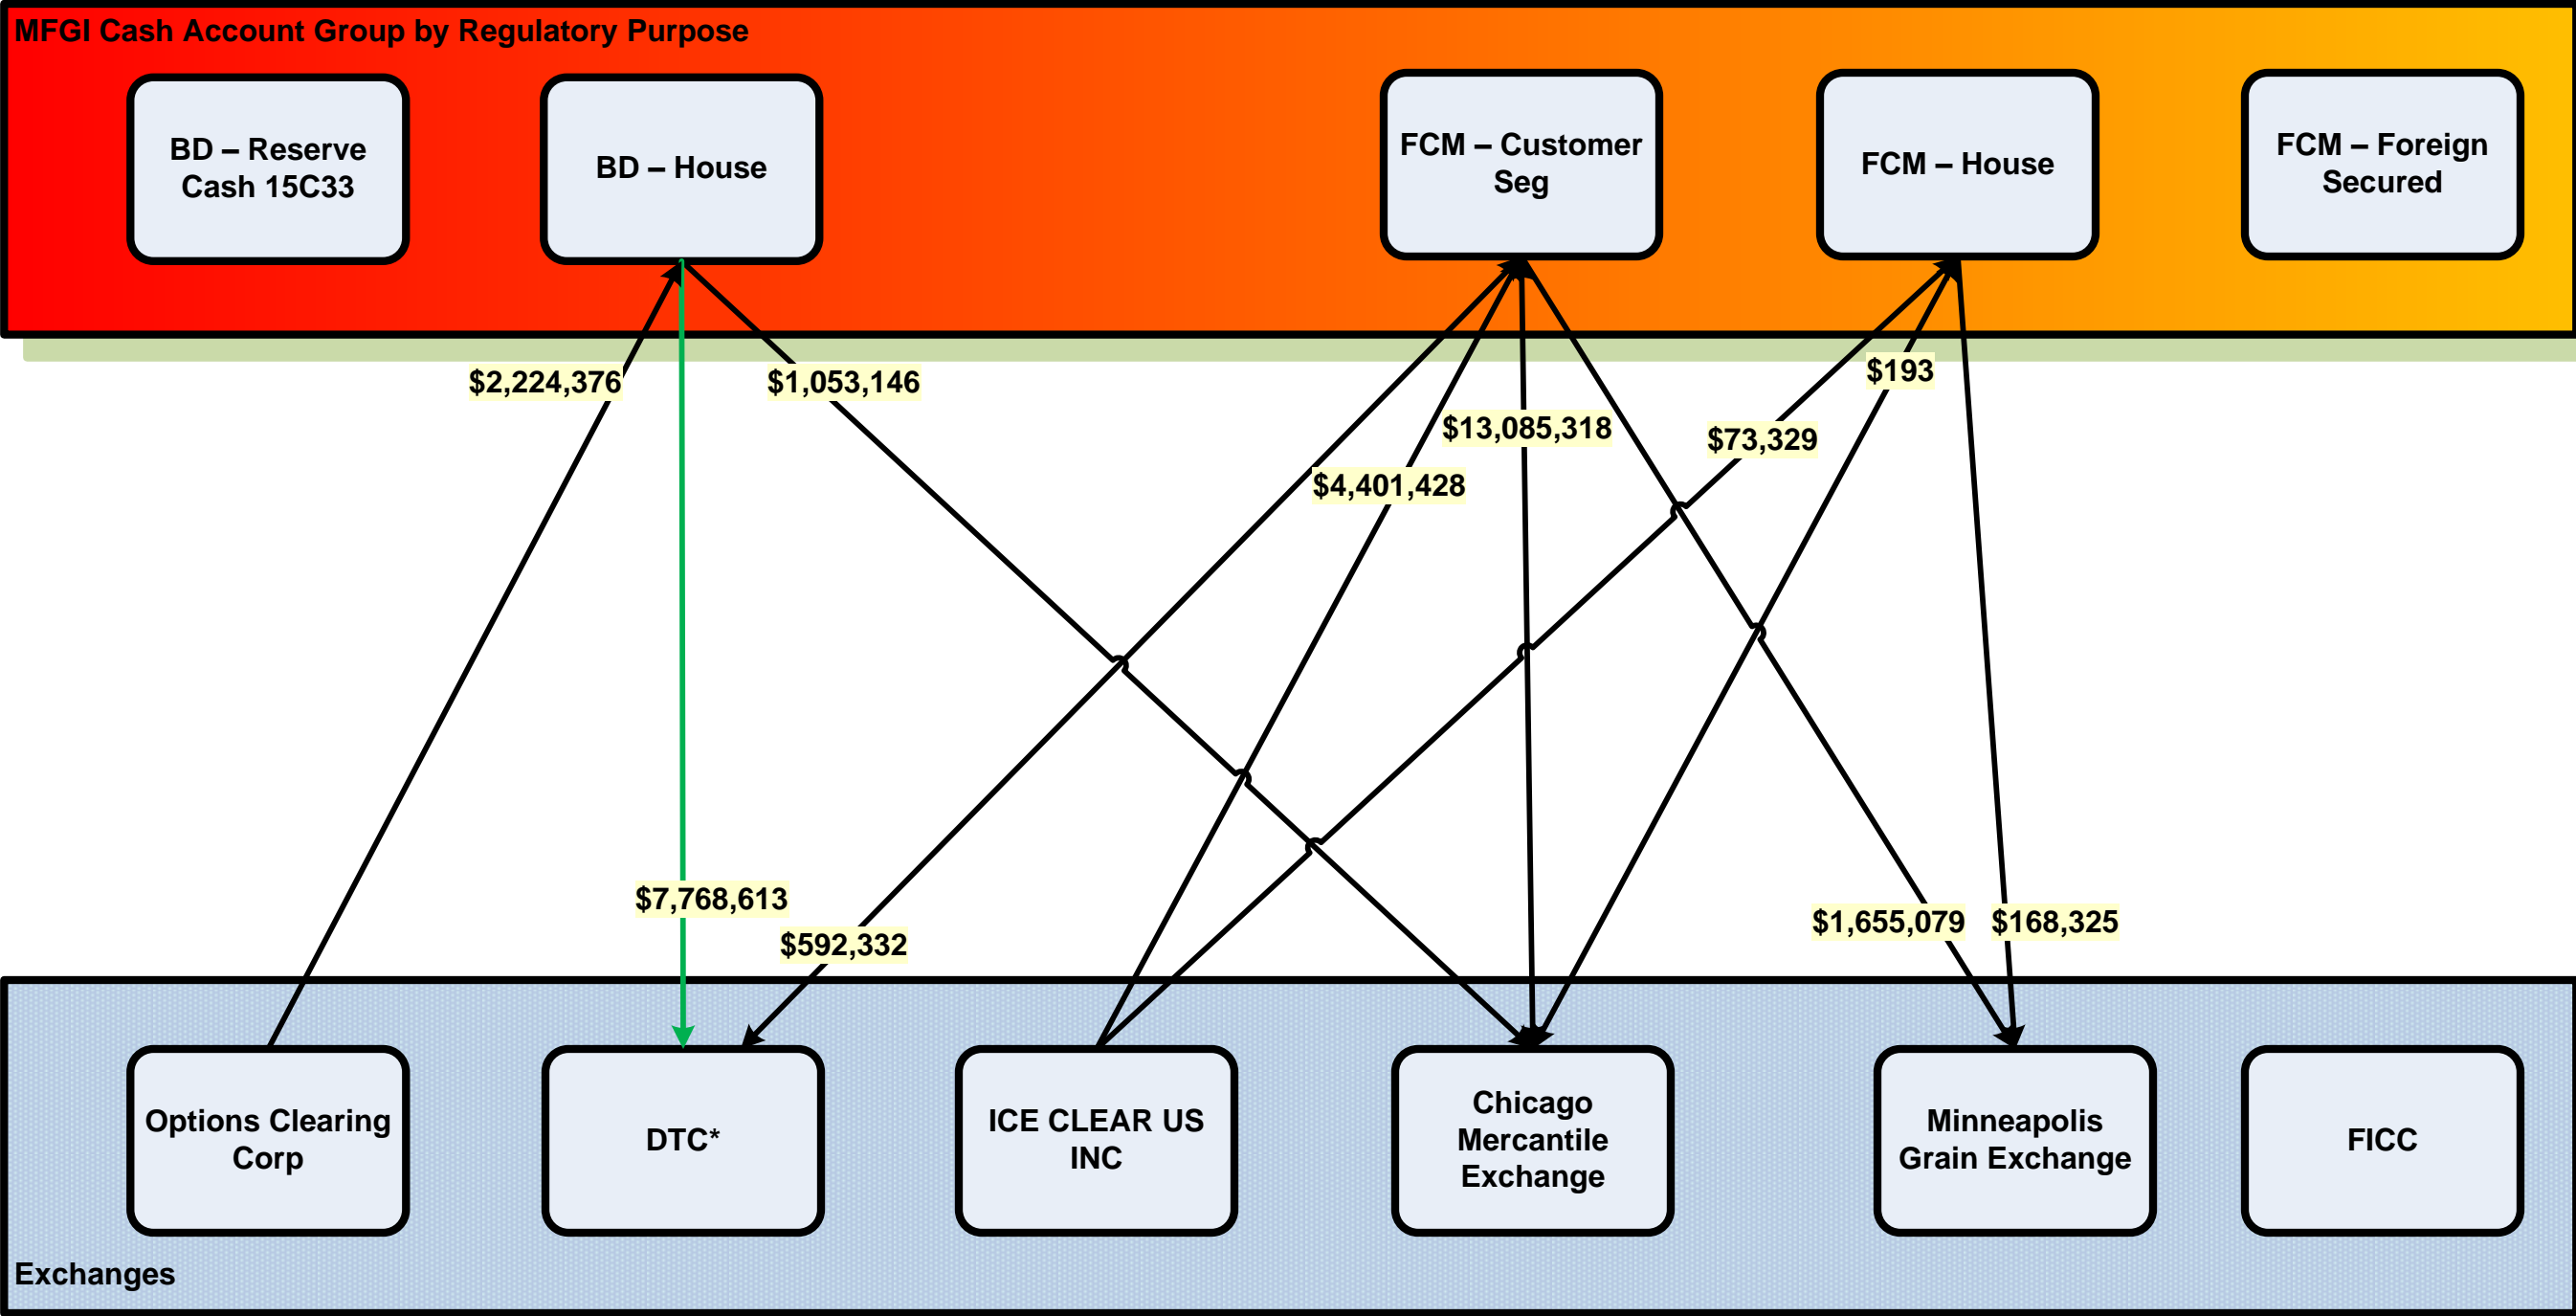 MFGI Cash Account Group by Regulatory Purpose
BD – Reserve
Cash 15C33
BD – House
FCM – Customer
Seg
FCM – House
FCM – Foreign
Secured
$2,224,376
$1,053,146
$193
$13,085,318
$73,329
$4,401,428
$7,768,613
$592,332
$1,655,079
$168,325
Options Clearing
Corp
DTC*
ICE CLEAR US
INC
Chicago
Mercantile
Exchange
Minneapolis
Grain Exchange
FICC
Exchanges